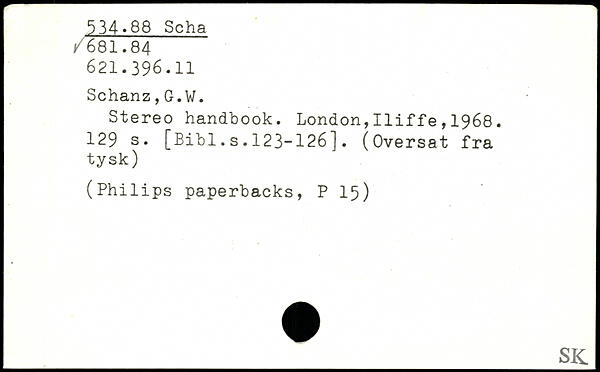 534.88 Scha
√681.84
621.396.11
Schanz,G.W.
Stereo handbook. London,Iliffe,1968.
129 s. [Bibl.s.123-126]. (Oversat fra
tysk)
(Philips paperbacks, P 15)
SK